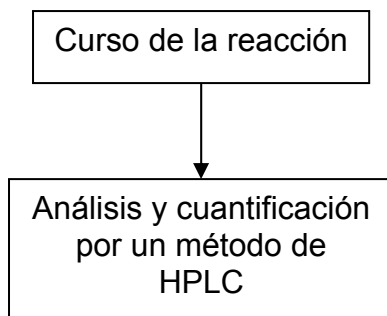 Curso de la reacción
Análisis y cuantificación
por un método de
HPLC